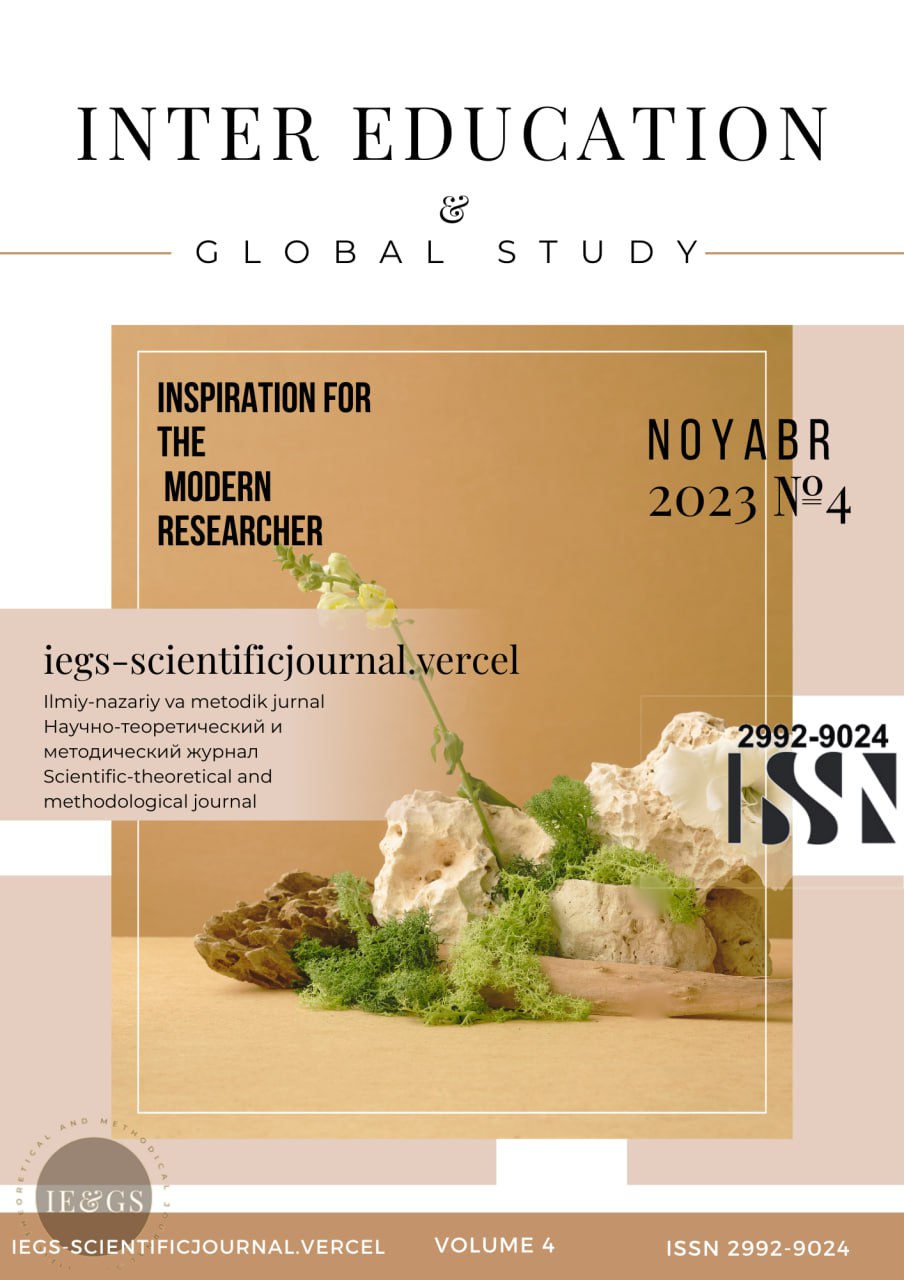 INTER EDUCATION
&
GLOBAL STUDY
INSPIRATION FOR
THE
MODERN
RESEARCHER
NOYABR
2023 №4
iegs-scientificjournal.vercel
Ilmiy-nazariy va metodik jurnal
Научно-теоретический и
методический журнал
Scientific-theoretical and
methodological journal
2992-9024
ISSN
THEORETICAL AND METHODICAL JOURNAL
IE&GS
IEGS-SCIENTIFICJOURNAL.VERCEL
VOLUME 4
ISSN 2992-9024